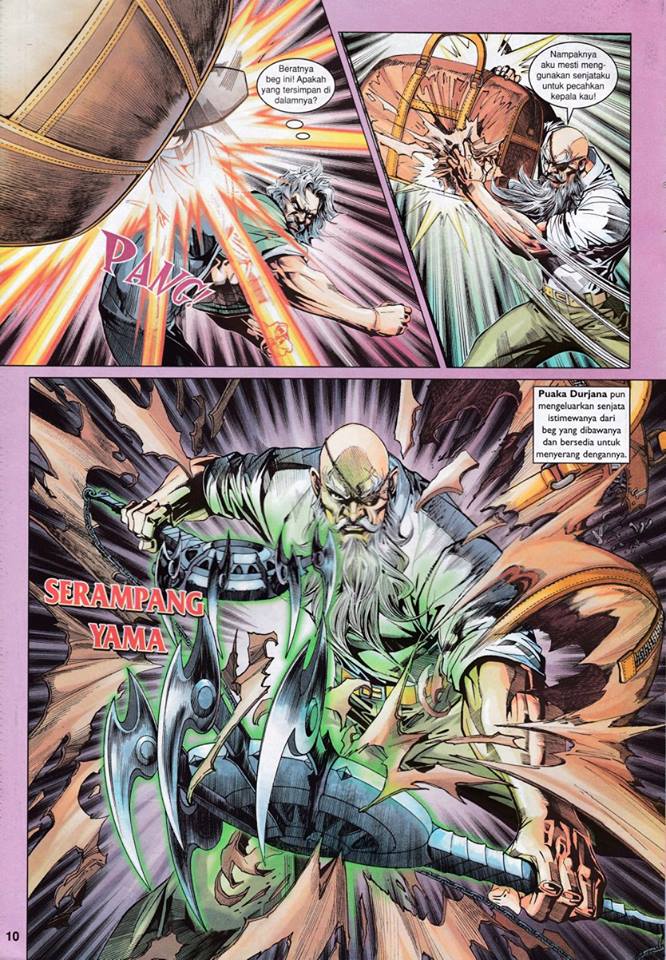 Beratnya
beg ini! Apakah
yang tersimpan di
dalamnya?
PANG!
Nampaknya
aku mesti meng-
gunakan senjataku
untuk pecahkan
kepala kau!
Puaka Durjana pun
mengeluarkan senjata
istimewanya dari
beg yang dibawanya
dan bersedia untuk
menyerang dengannya.
SERAMPANG
YAMA
10